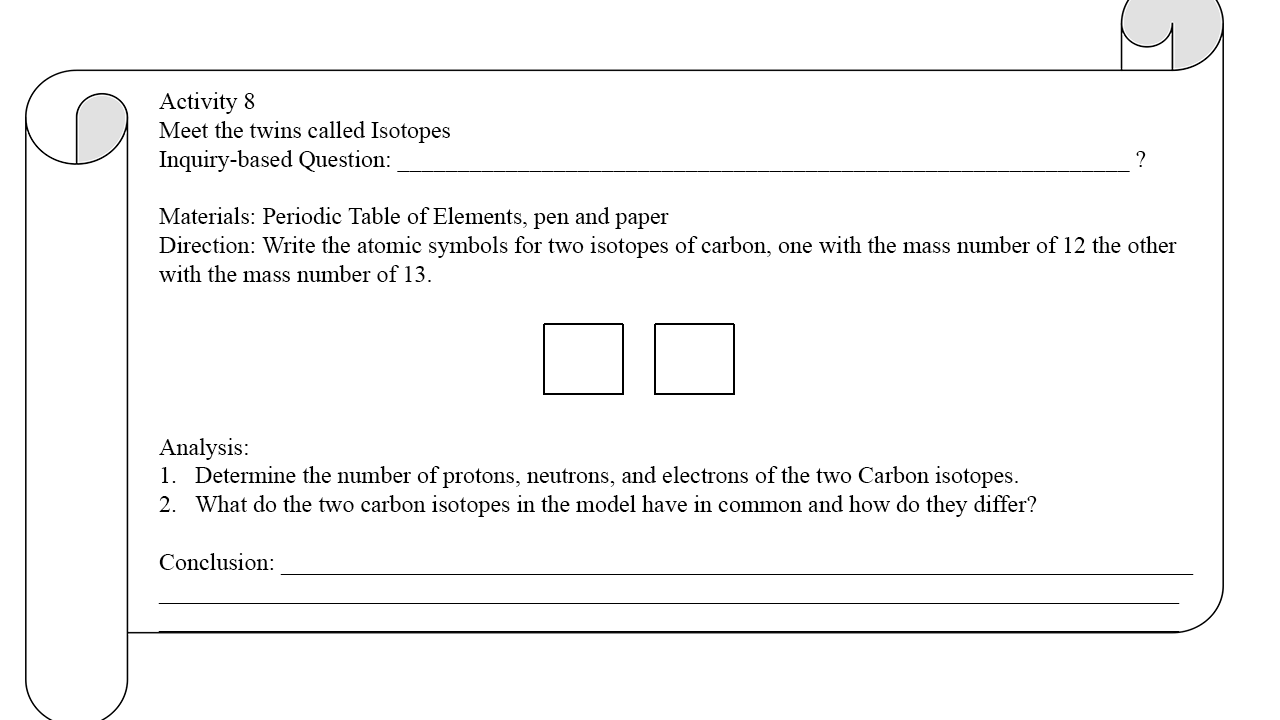 Activity 8
Meet the twins called Isotopes
Inquiry-based Question: _____________________________________________________________ ?
Materials: Periodic Table of Elements, pen and paper
Direction: Write the atomic symbols for two isotopes of carbon, one with the mass number of 12 the other
with the mass number of 13.
Analysis:
1. Determine the number of protons, neutrons, and electrons of the two Carbon isotopes.
2. What do the two carbon isotopes in the model have in common and how do they differ?
Conclusion: